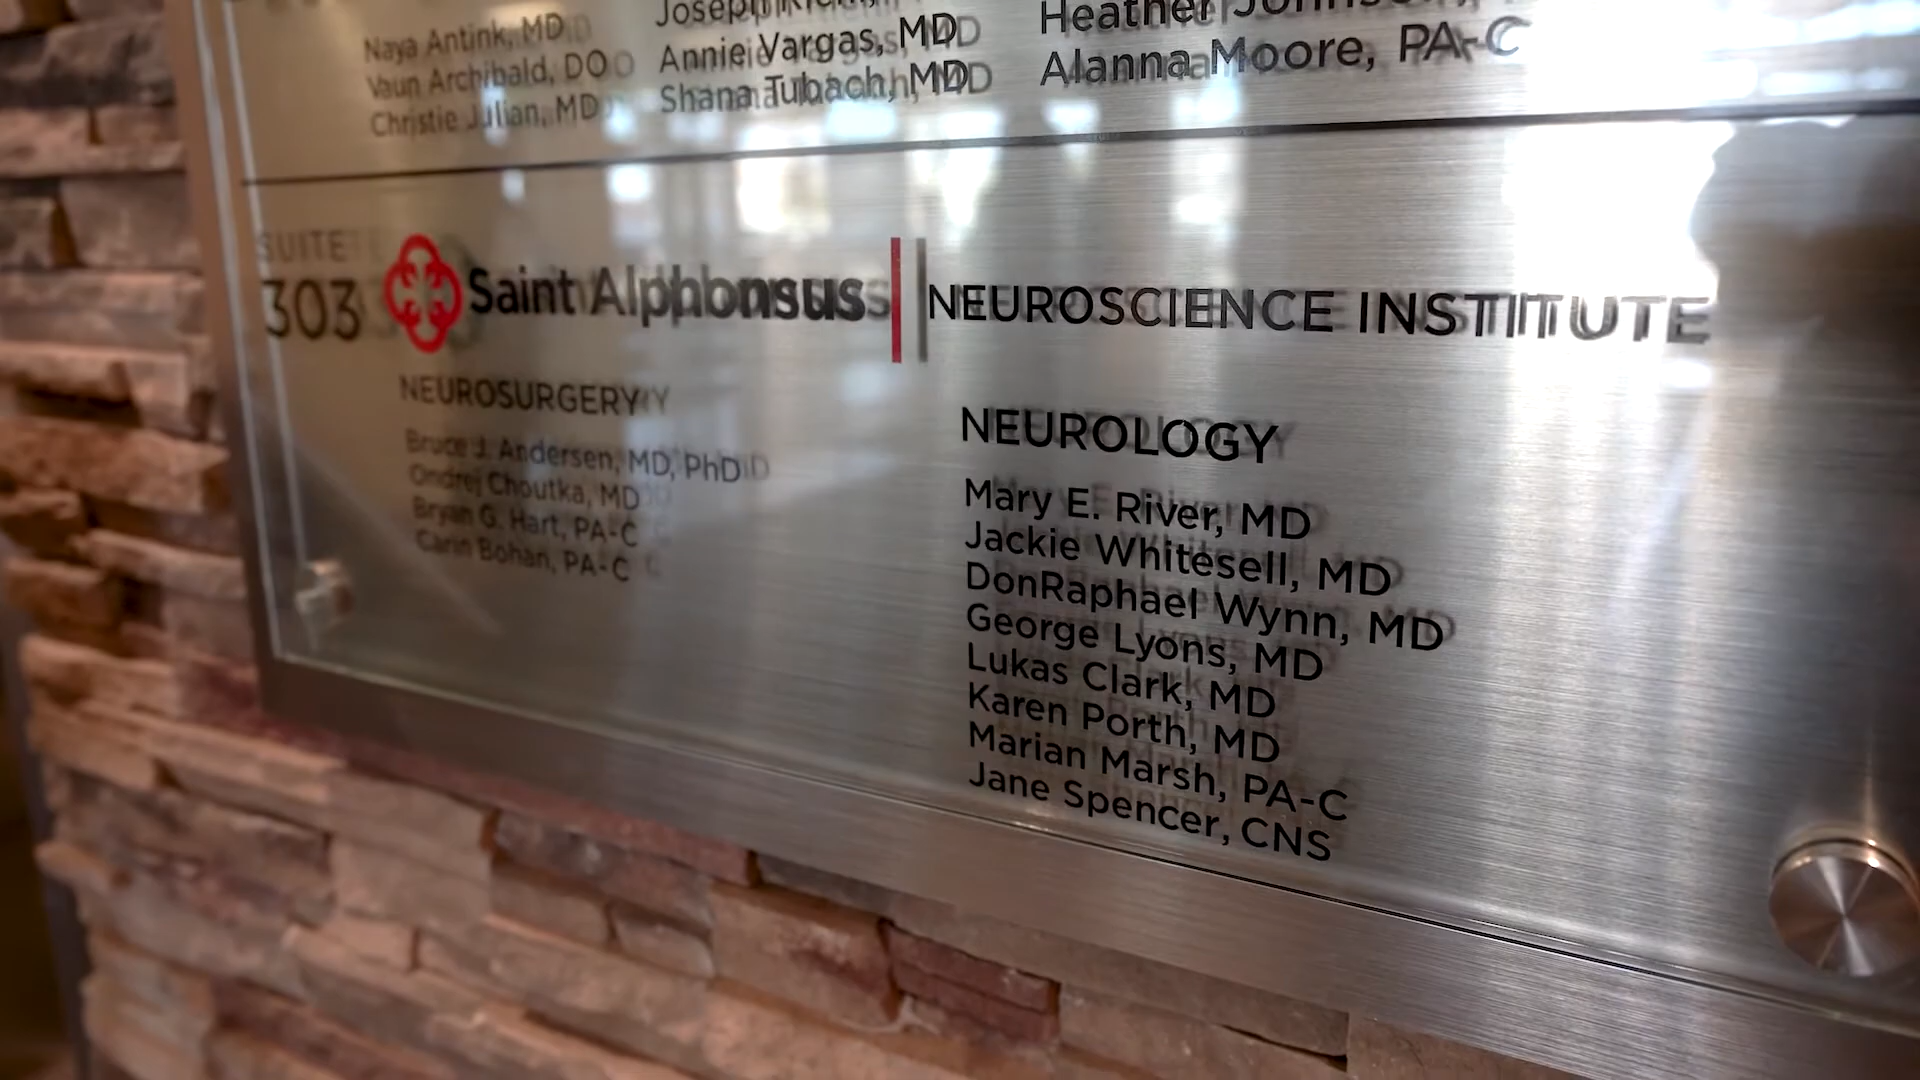 Naya Antink, MD
Vaun Archibald, DO
Christie Julian, MD
Joseph
Annie Vargas, MD
Shana Tubach, MD
Heather
Alanna Moore, PA-C
SUITE
303
Saint Alphonsus
NEUROSCIENCE INSTITUTE
NEUROSURGERY
Bruce J. Andersen, MD, PhD
Ondrej Choutka, MD
Bryan G. Hart, PA-C
Carin Bohan, PA-C
NEUROLOGY
Mary E. River, MD
Jackie Whitesell, MD
DonRaphael Wynn, MD
George Lyons, MD
Lukas Clark, MD
Karen Porth, MD
Marian Marsh, PA-C
Jane Spencer, CNS